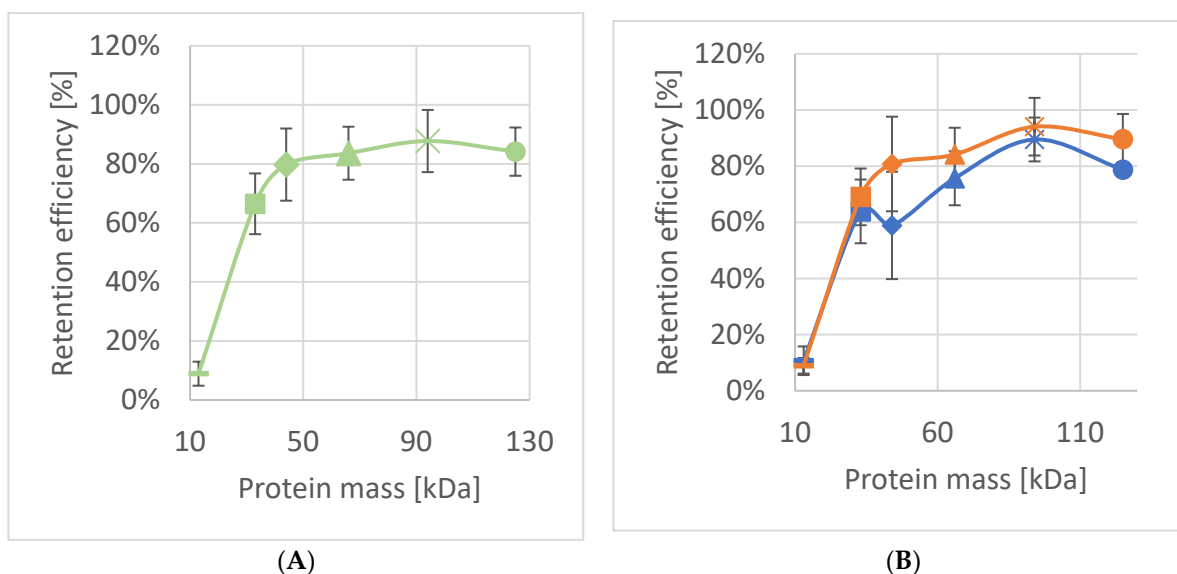 120%
100%
80%
60%
40%
20%
0%
Retention efficiency [%]
10 50 90 130
Protein mass [kDa]
(A)
120%
100%
80%
60%
40%
20%
0%
Retention efficiency [%]
10 60 110
Protein mass [kDa]
(B)